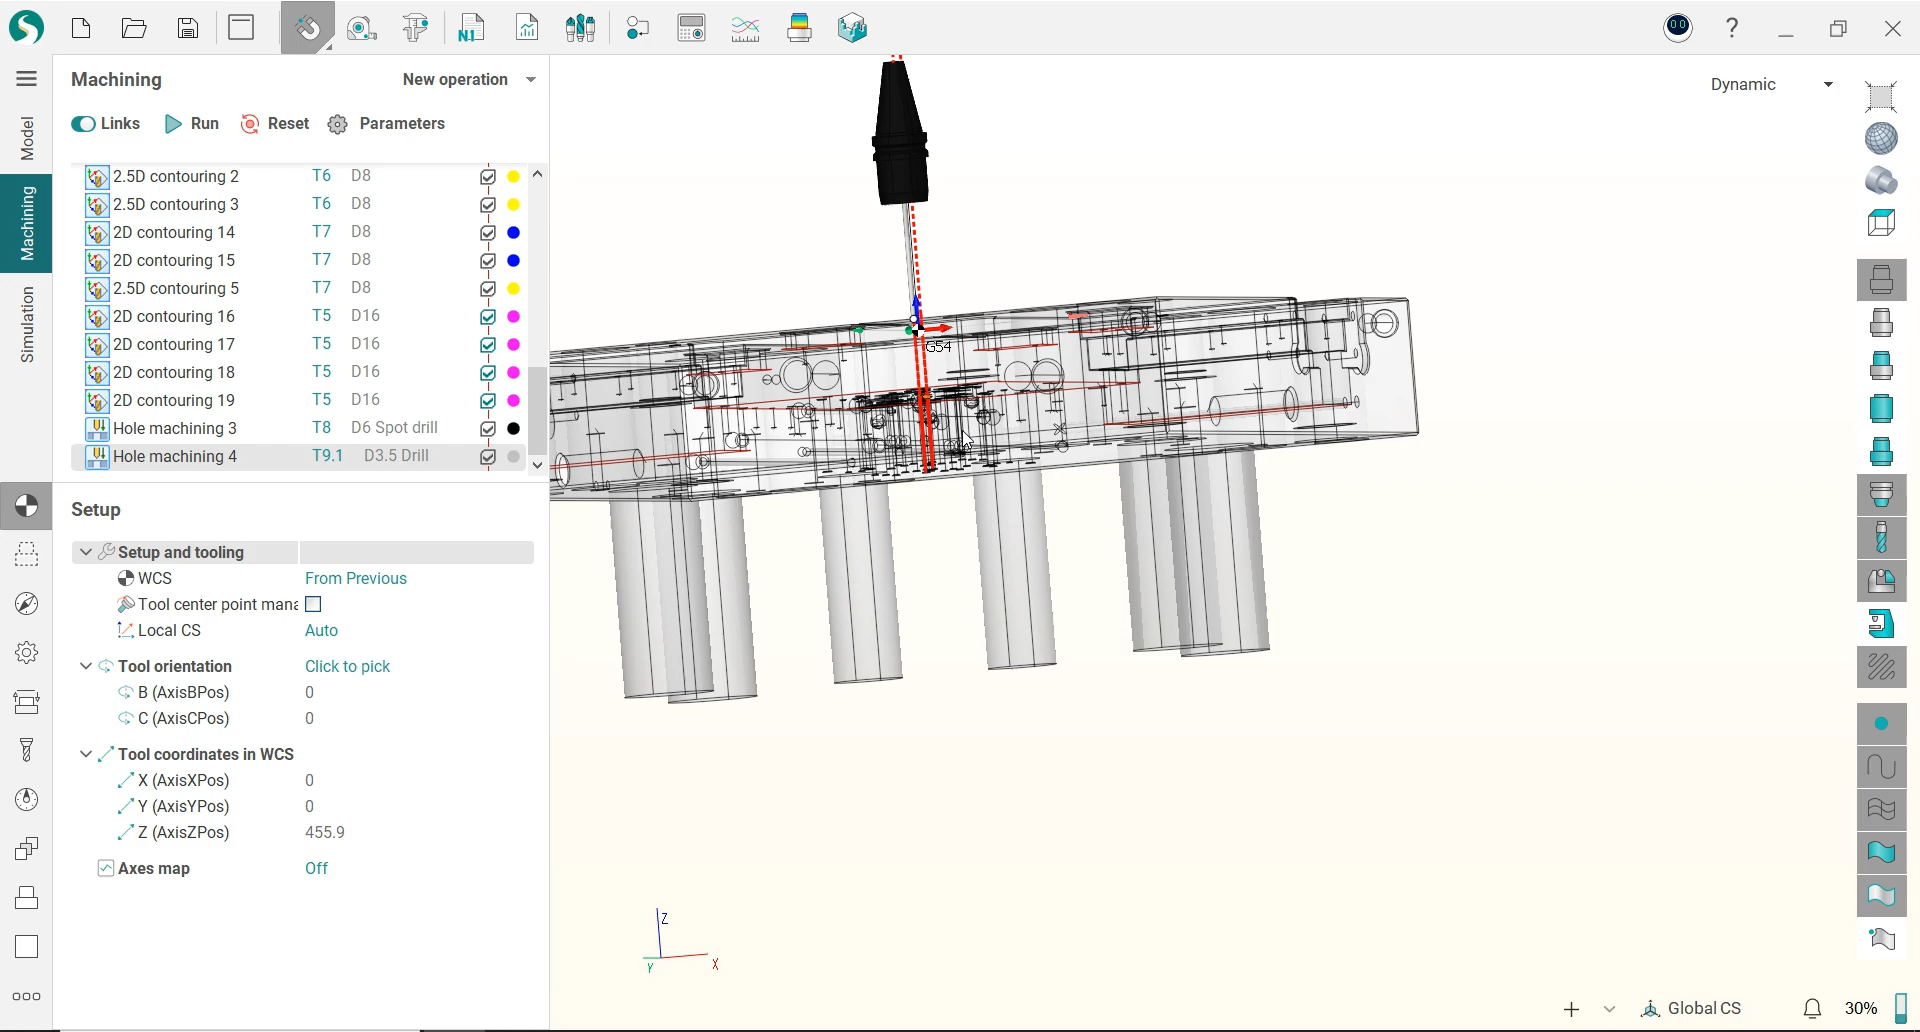 N1
Machining
New operation
Dynamic
Links
Run
Reset
Parameters
Model
Machining
Simulation
2.5D contouring 2 T6 D8
2.5D contouring 3 T6 D8
2D contouring 14 T7 D8
2D contouring 15 T7 D8
2.5D contouring 5 T7 D8
2D contouring 16 T5 D16
2D contouring 17 T5 D16
2D contouring 18 T5 D16
2D contouring 19 T5 D16
Hole machining 3 T8 D6 Spot drill
Hole machining 4 T9.1 D3.5 Drill
G54
Setup
Setup and tooling
WCS From Previous
Tool center point mana
Local CS Auto
Tool orientation Click to pick
B (AxisBPos) 0
C (AxisCPos) 0
Tool coordinates in WCS
X (AxisXPos) 0
Y (AxisYPos) 0
Z (AxisZPos) 455.9
Axes map Off
Z
Y
X
Global CS
30%